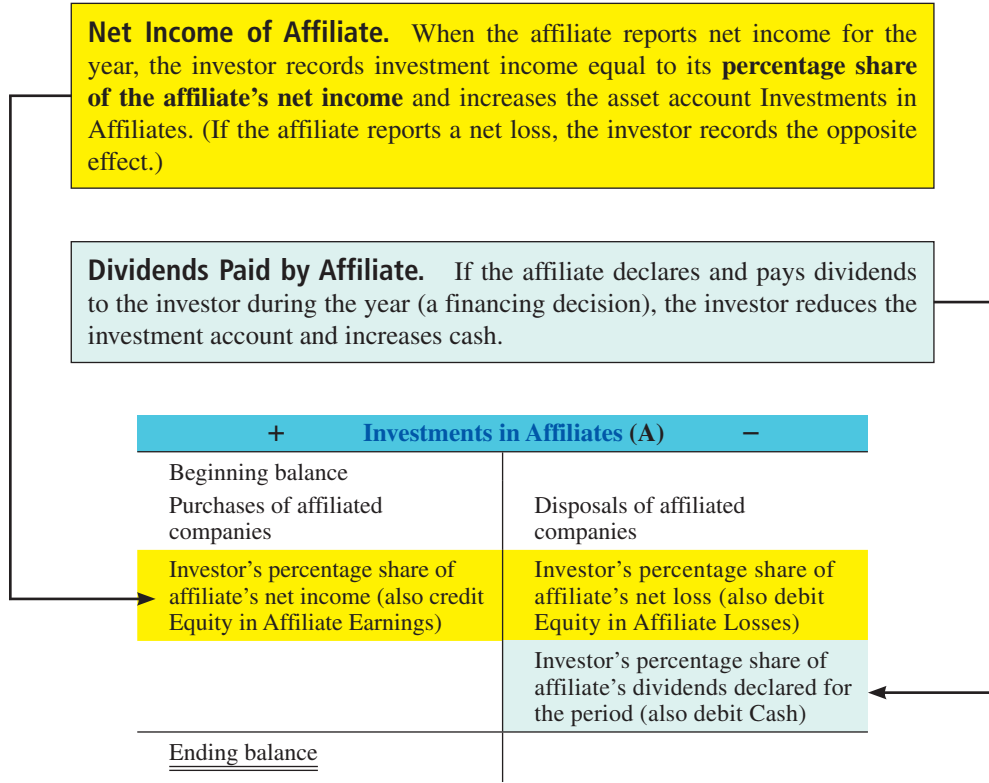 Net Income of Affiliate. When the affiliate reports net income for the
year, the investor records investment income equal to its percentage share
of the affiliate's net income and increases the asset account Investments in
Affiliates. (If the affiliate reports a net loss, the investor records the opposite
effect.)
Dividends Paid by Affiliate. If the affiliate declares and pays dividends
to the investor during the year (a financing decision), the investor reduces the
investment account and increases cash.
+ Investments in Affiliates (A) −
Beginning balance
Purchases of affiliated
companies
Disposals of affiliated
companies
Investor's percentage share of
affiliate's net income (also credit
Equity in Affiliate Earnings)
Investor's percentage share of
affiliate's net loss (also debit
Equity in Affiliate Losses)
Investor's percentage share of
affiliate's dividends declared for
the period (also debit Cash)
Ending balance